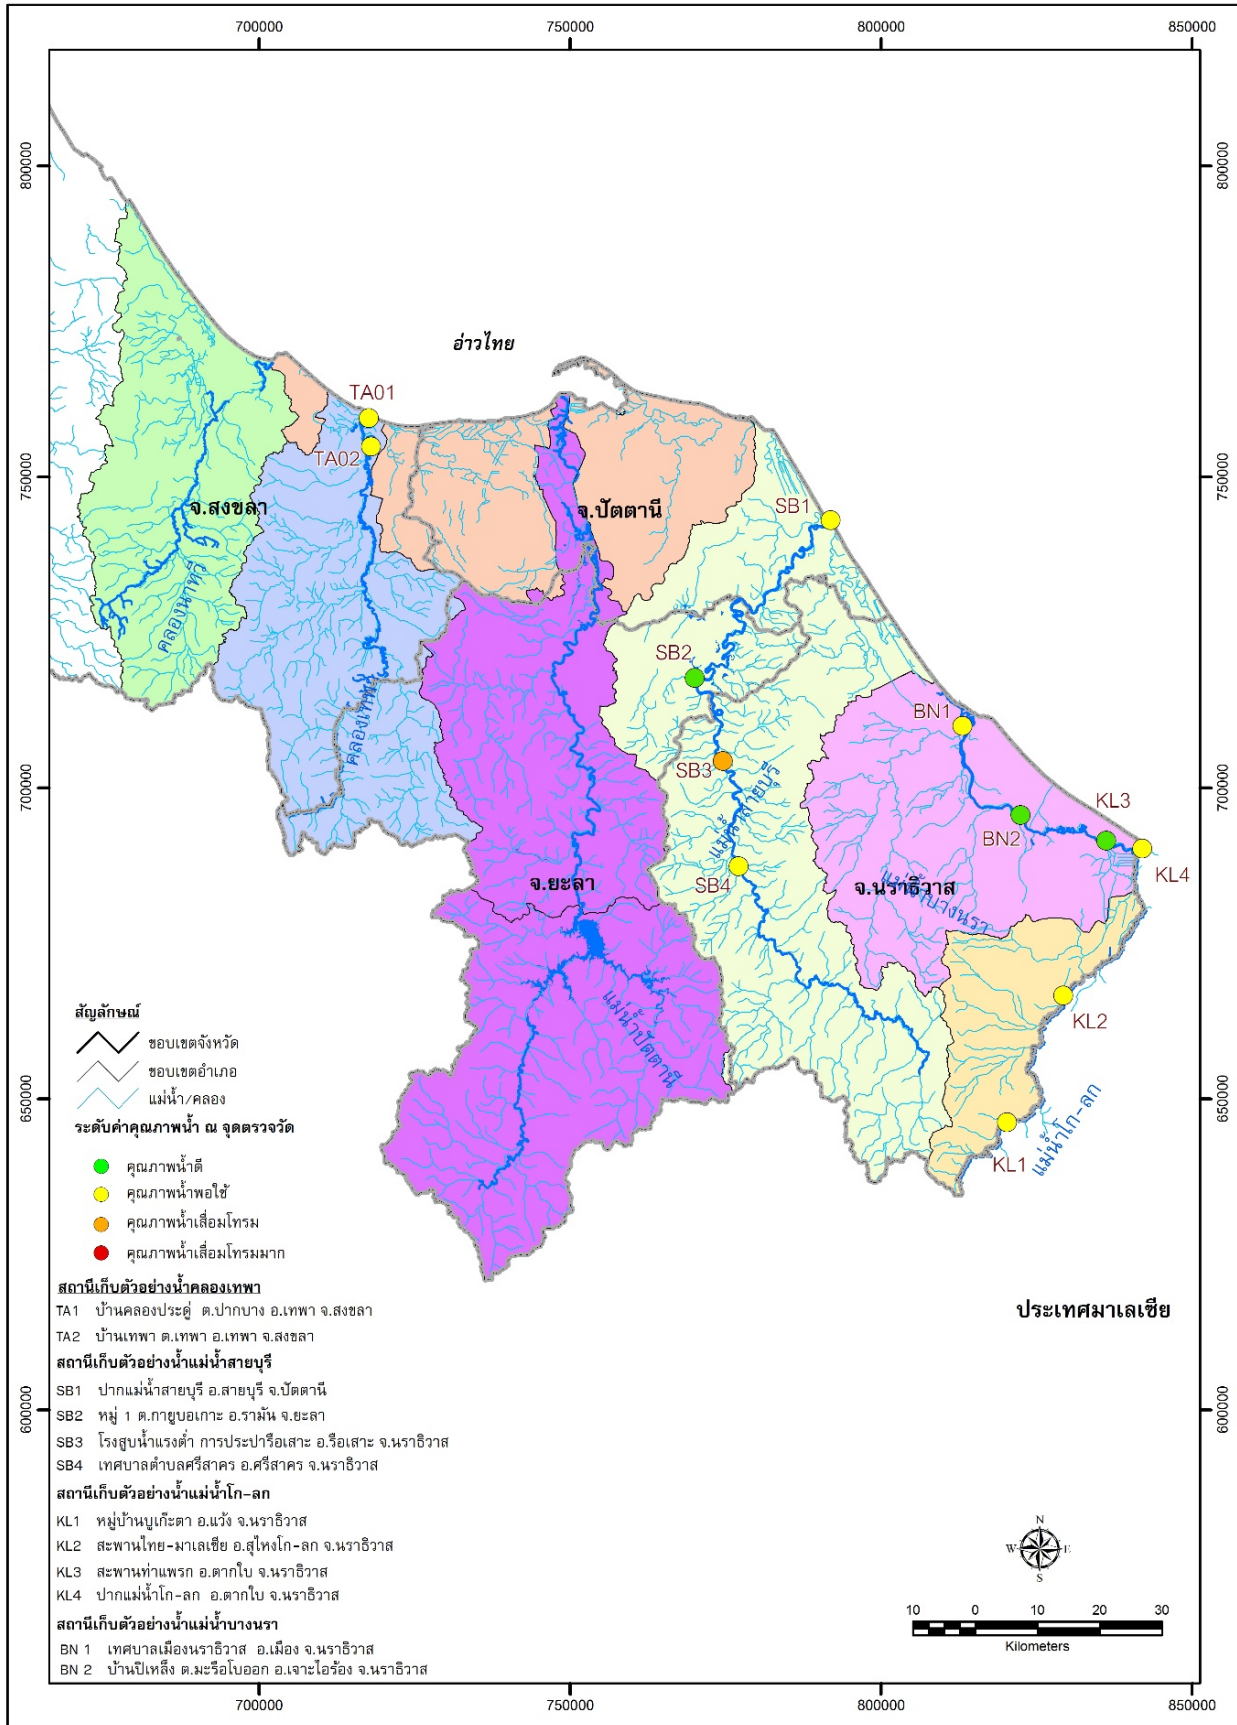 700000
750000
800000
850000
800000
800000
อ่าวไทย
TA01
TA02
750000
750000
จ.สงขลา
จ.ปัตตานี
SB1
คลองนาทวี
SB2
คลองเทพา
BN1
SB3
700000
700000
แม่น้ำสายบุรี
KL3
BN2
KL4
SB4
จ.ยะลา
จ.นราธิวาส
แม่น้ำบางนรา
แม่น้ำปัตตานี
KL2
สัญลักษณ์
ขอบเขตจังหวัด
ขอบเขตอำเภอ
แม่น้ำ/คลอง
650000
650000
แม่น้ำโก-ลก
KL1
ระดับค่าคุณภาพน้ำ ณ จุดตรวจวัด
คุณภาพน้ำดี
คุณภาพน้ำพอใช้
คุณภาพน้ำเสื่อมโทรม
คุณภาพน้ำเสื่อมโทรมมาก
สถานีเก็บตัวอย่างน้ำคลองเทพา
TA1 บ้านคลองประดู่ ต.ปากบาง อ.เทพา จ.สงขลา
TA2 บ้านเทพา ต.เทพา อ.เทพา จ.สงขลา
ประเทศมาเลเซีย
สถานีเก็บตัวอย่างน้ำแม่น้ำสายบุรี
SB1 ปากแม่น้ำสายบุรี อ.สายบุรี จ.ปัตตานี
SB2 หมู่ 1 ต.กายูบอเกาะ อ.รามัน จ.ยะลา
SB3 โรงสูบน้ำแรงต่ำ การประปารือเสาะ อ.รือเสาะ จ.นราธิวาส
SB4 เทศบาลตำบลศรีสาคร อ.ศรีสาคร จ.นราธิวาส
600000
600000
สถานีเก็บตัวอย่างน้ำแม่น้ำโก-ลก
KL1 หมู่บ้านบูเก๊ะตา อ.แว้ง จ.นราธิวาส
KL2 สะพานไทย-มาเลเซีย อ.สุไหงโก-ลก จ.นราธิวาส
KL3 สะพานท่าแพรก อ.ตากใบ จ.นราธิวาส
KL4 ปากแม่น้ำโก-ลก อ.ตากใบ จ.นราธิวาส
สถานีเก็บตัวอย่างน้ำแม่น้ำบางนรา
BN 1 เทศบาลเมืองนราธิวาส อ.เมือง จ.นราธิวาส
BN 2 บ้านปิเหล็ง ต.มะรือโบออก อ.เจาะไอร้อง จ.นราธิวาส
N
W E
S
10 0 10 20 30
Kilometers
700000
750000
800000
850000